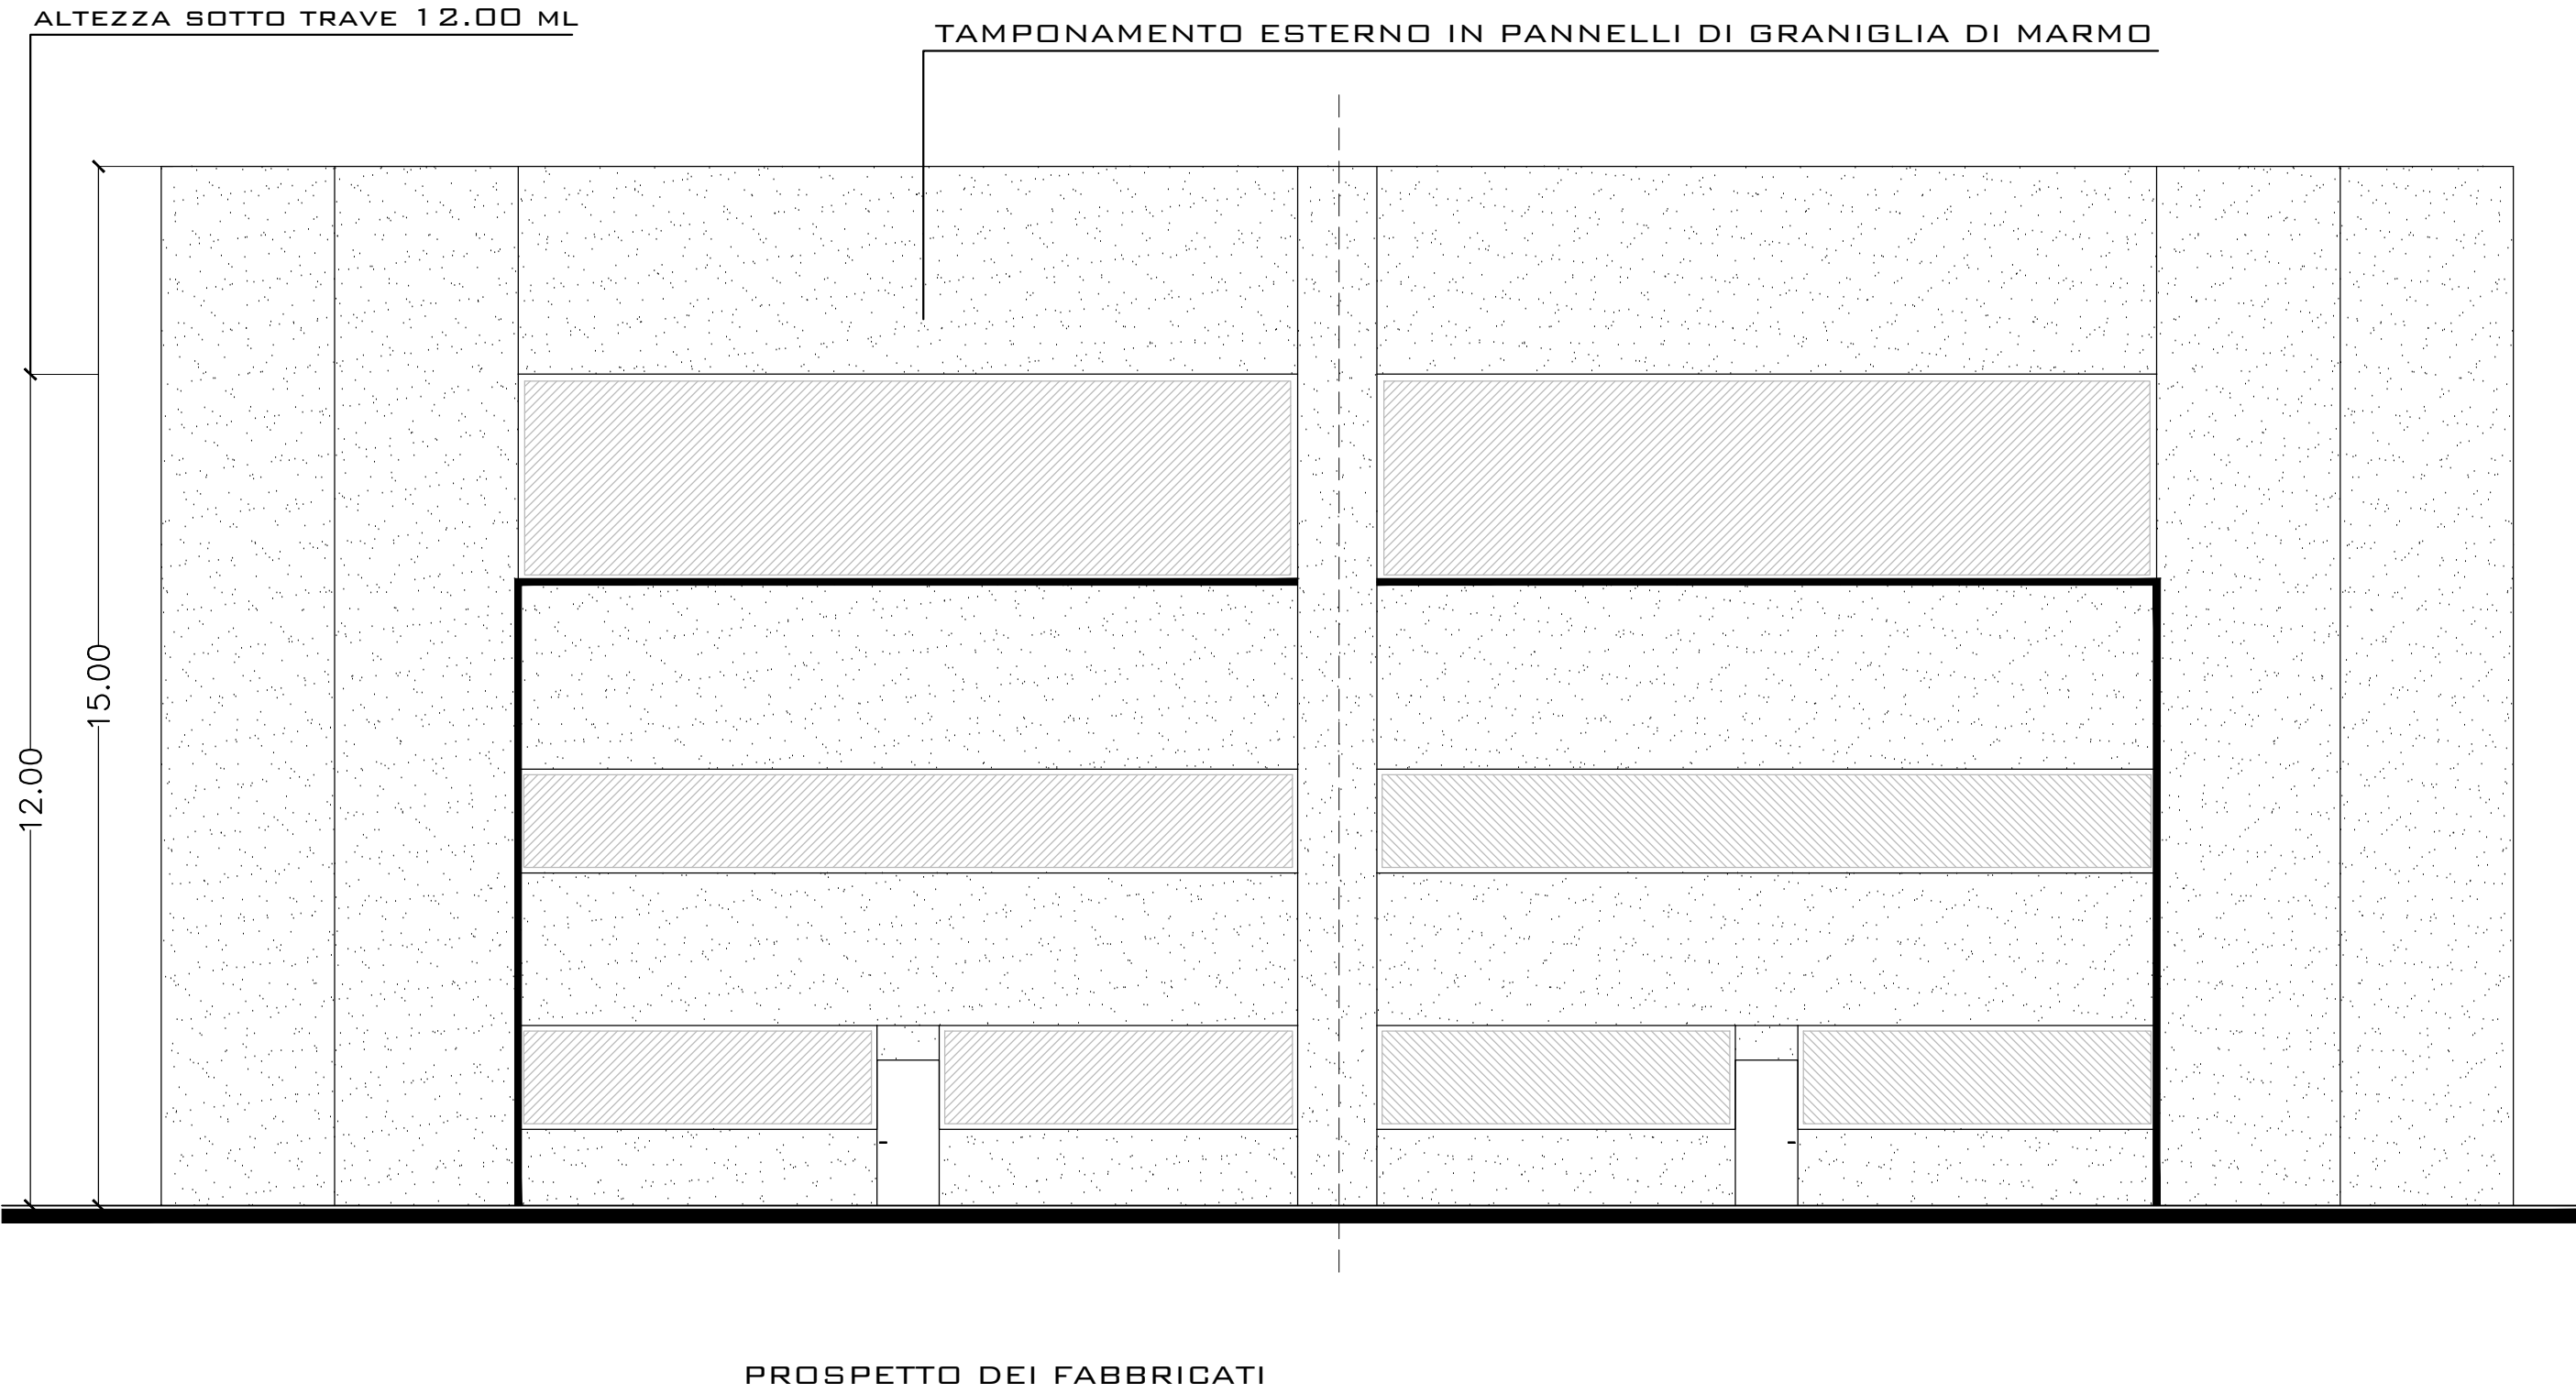 ALTEZZA SOTTO TRAVE 12.00 ML
TAMPONAMENTO ESTERNO IN PANNELLI DI GRANIGLIA DI MARMO
15.00
12.00
PROSPETTO DEI FABBRICATI